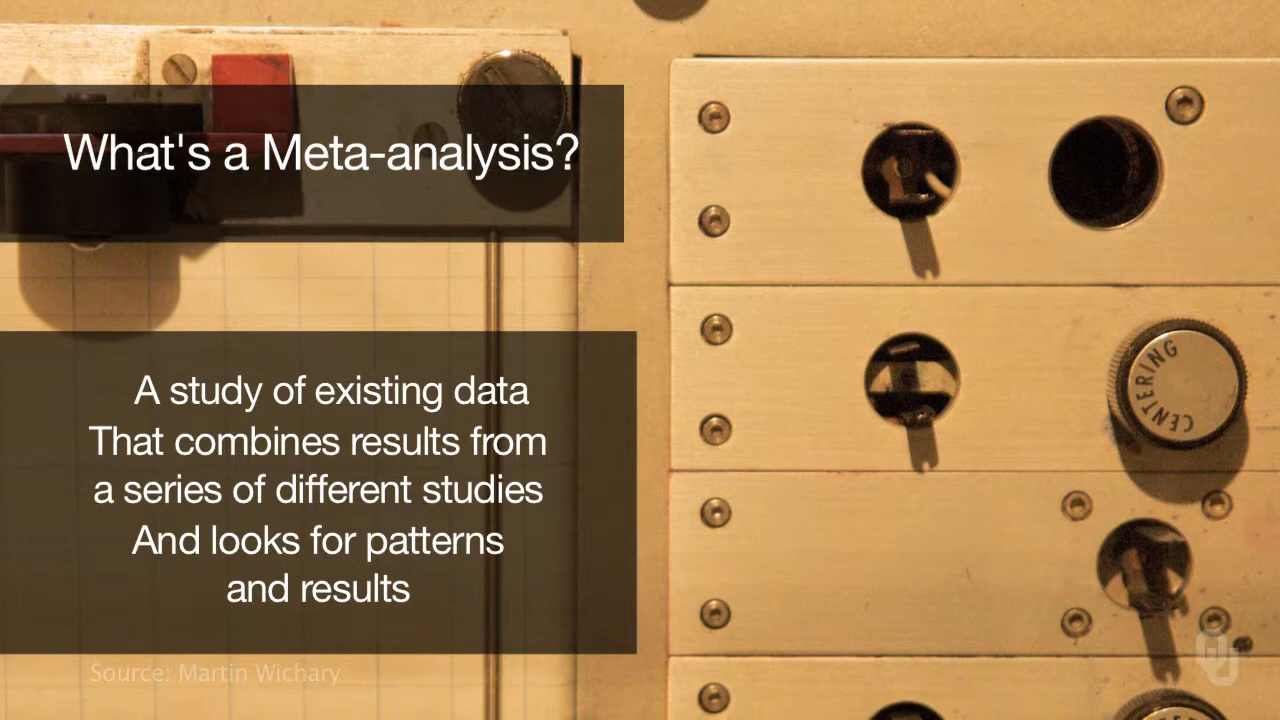 What's a Meta-analysis?
A study of existing data
That combines results from
a series of different studies
And looks for patterns
and results
Source: Martin Wichary
CENTERING
OU